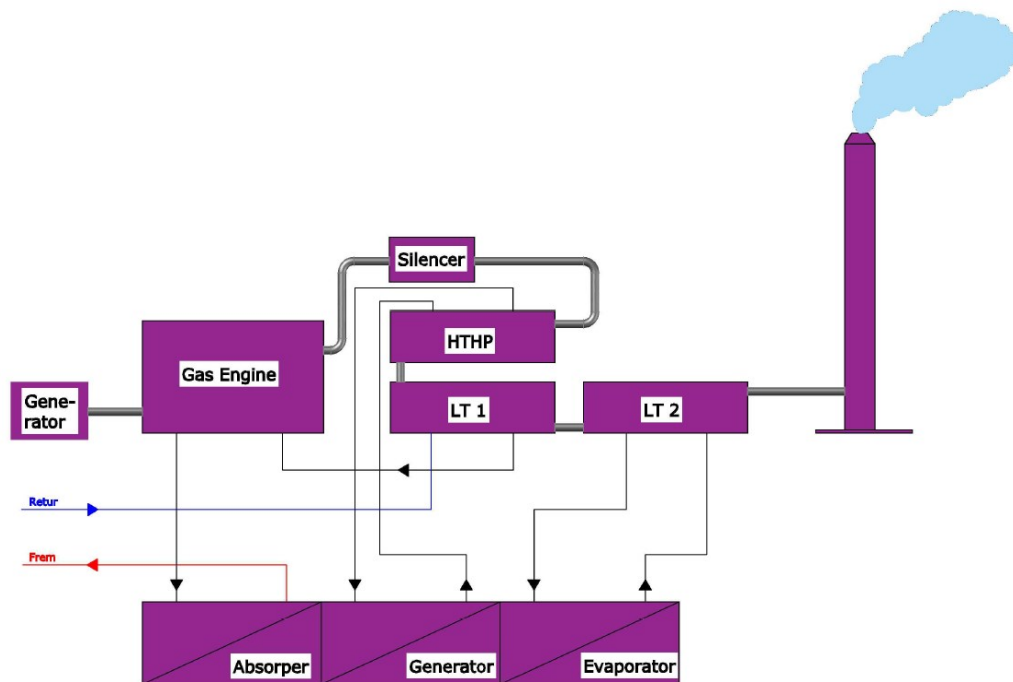 Silencer
HTHP
Gas Engine
Gene-
rator
LT 1
LT 2
Retur
Frem
Absorper
Generator
Evaporator